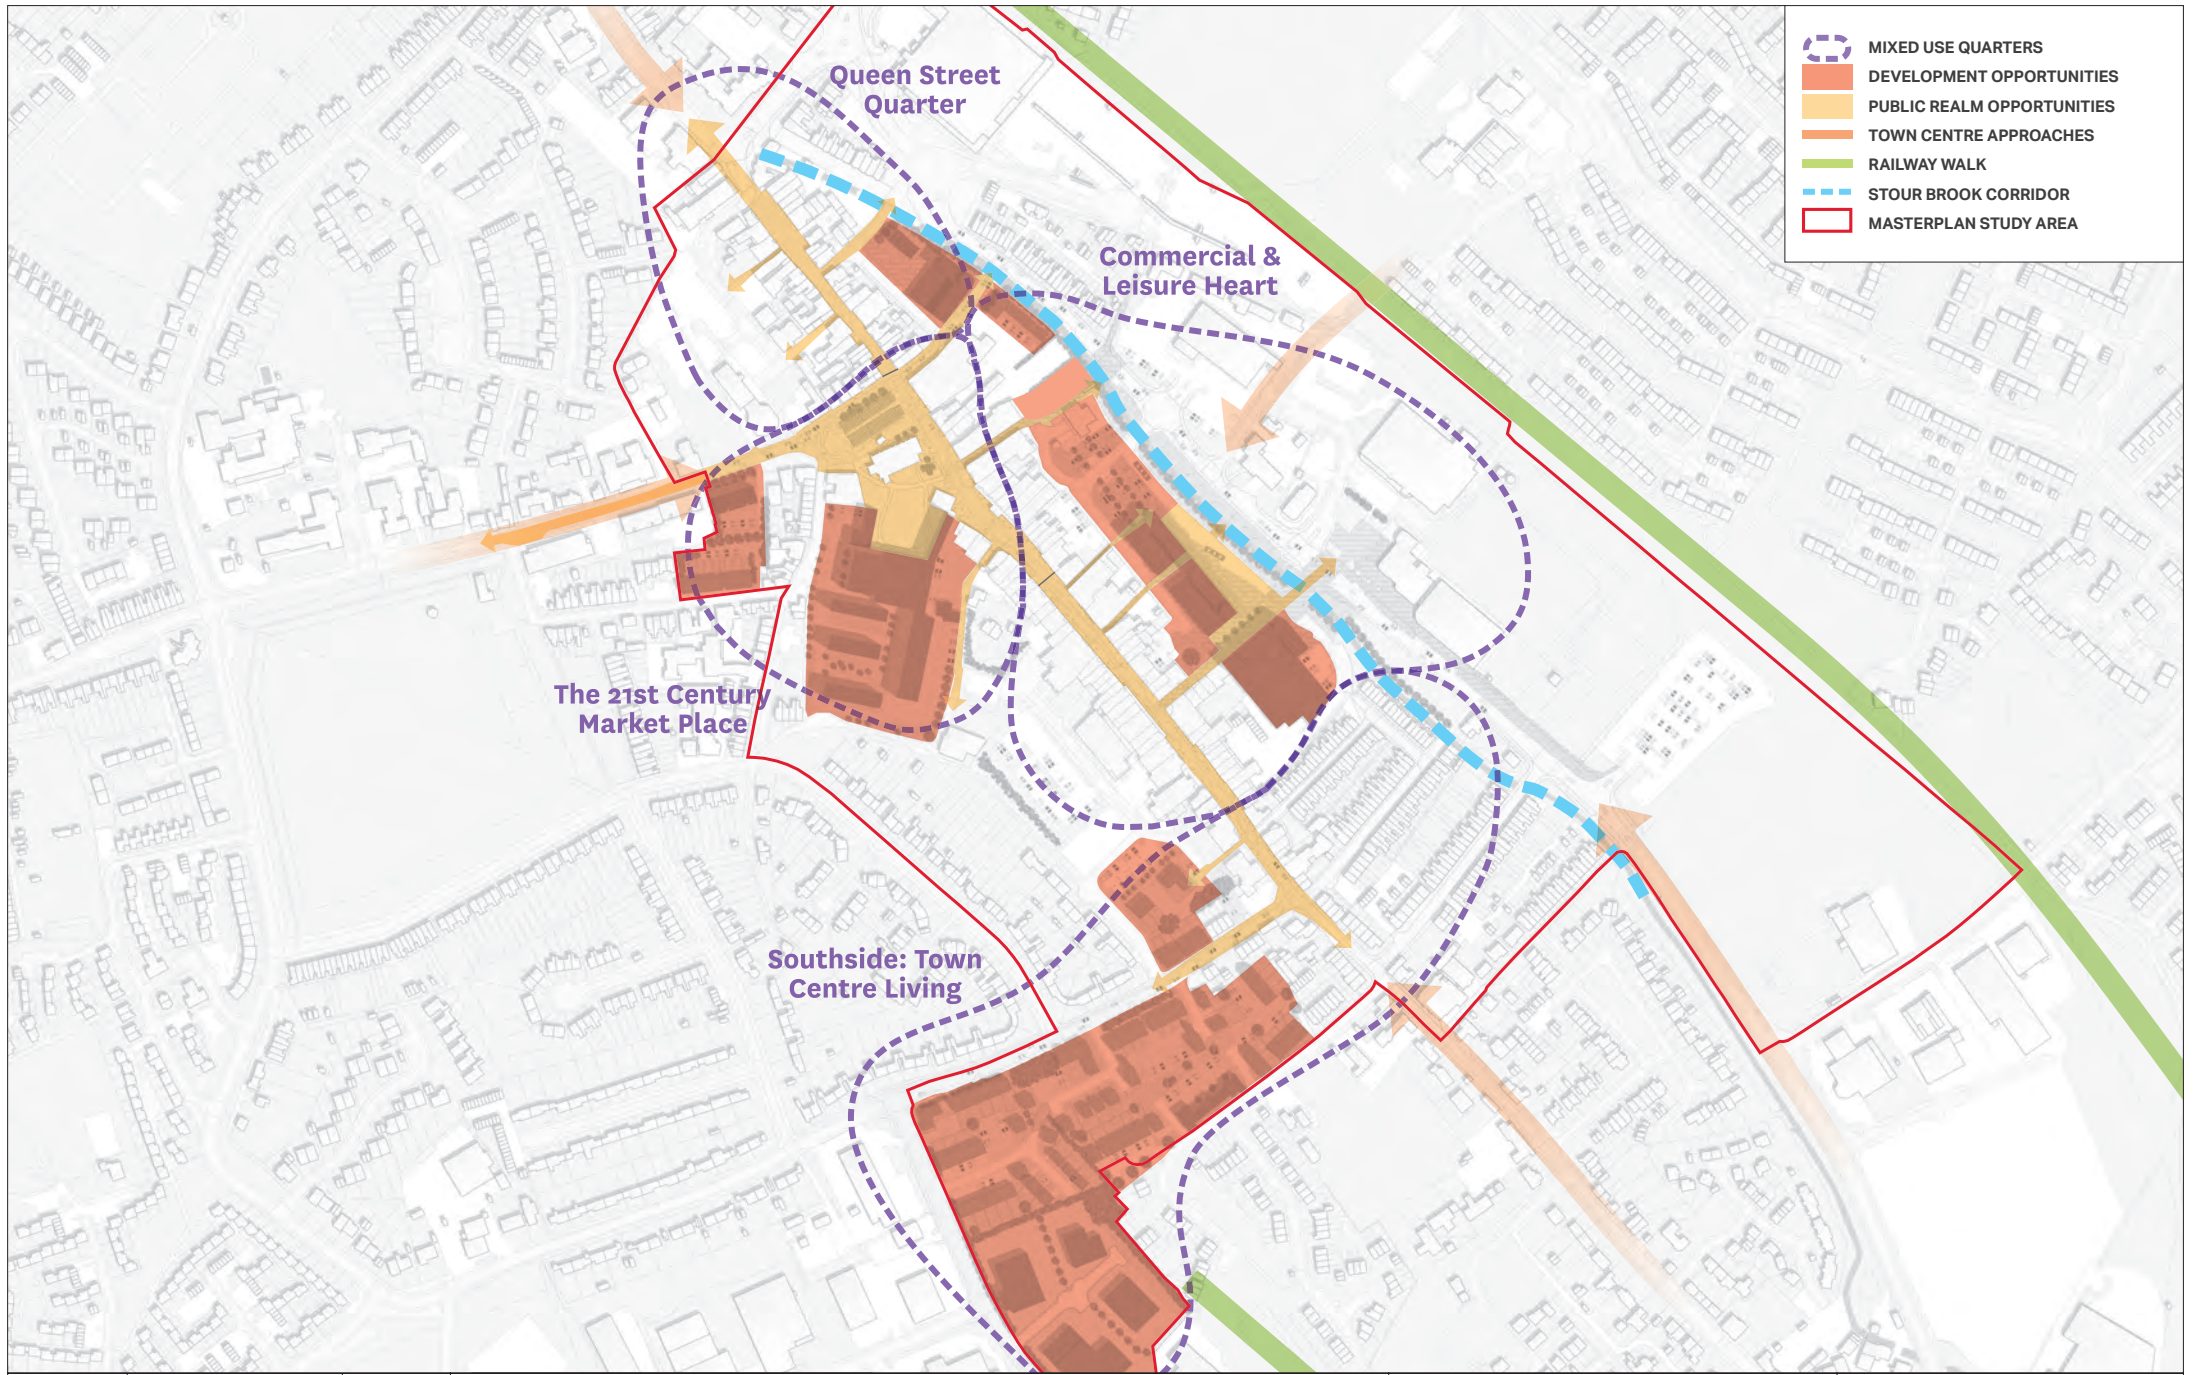 Queen Street
Quarter
Commercial &
Leisure Heart
The 21st Century
Market Place
Southside: Town
Centre Living
MIXED USE QUARTERS
DEVELOPMENT OPPORTUNITIES
PUBLIC REALM OPPORTUNITIES
TOWN CENTRE APPROACHES
RAILWAY WALK
STOUR BROOK CORRIDOR
MASTERPLAN STUDY AREA